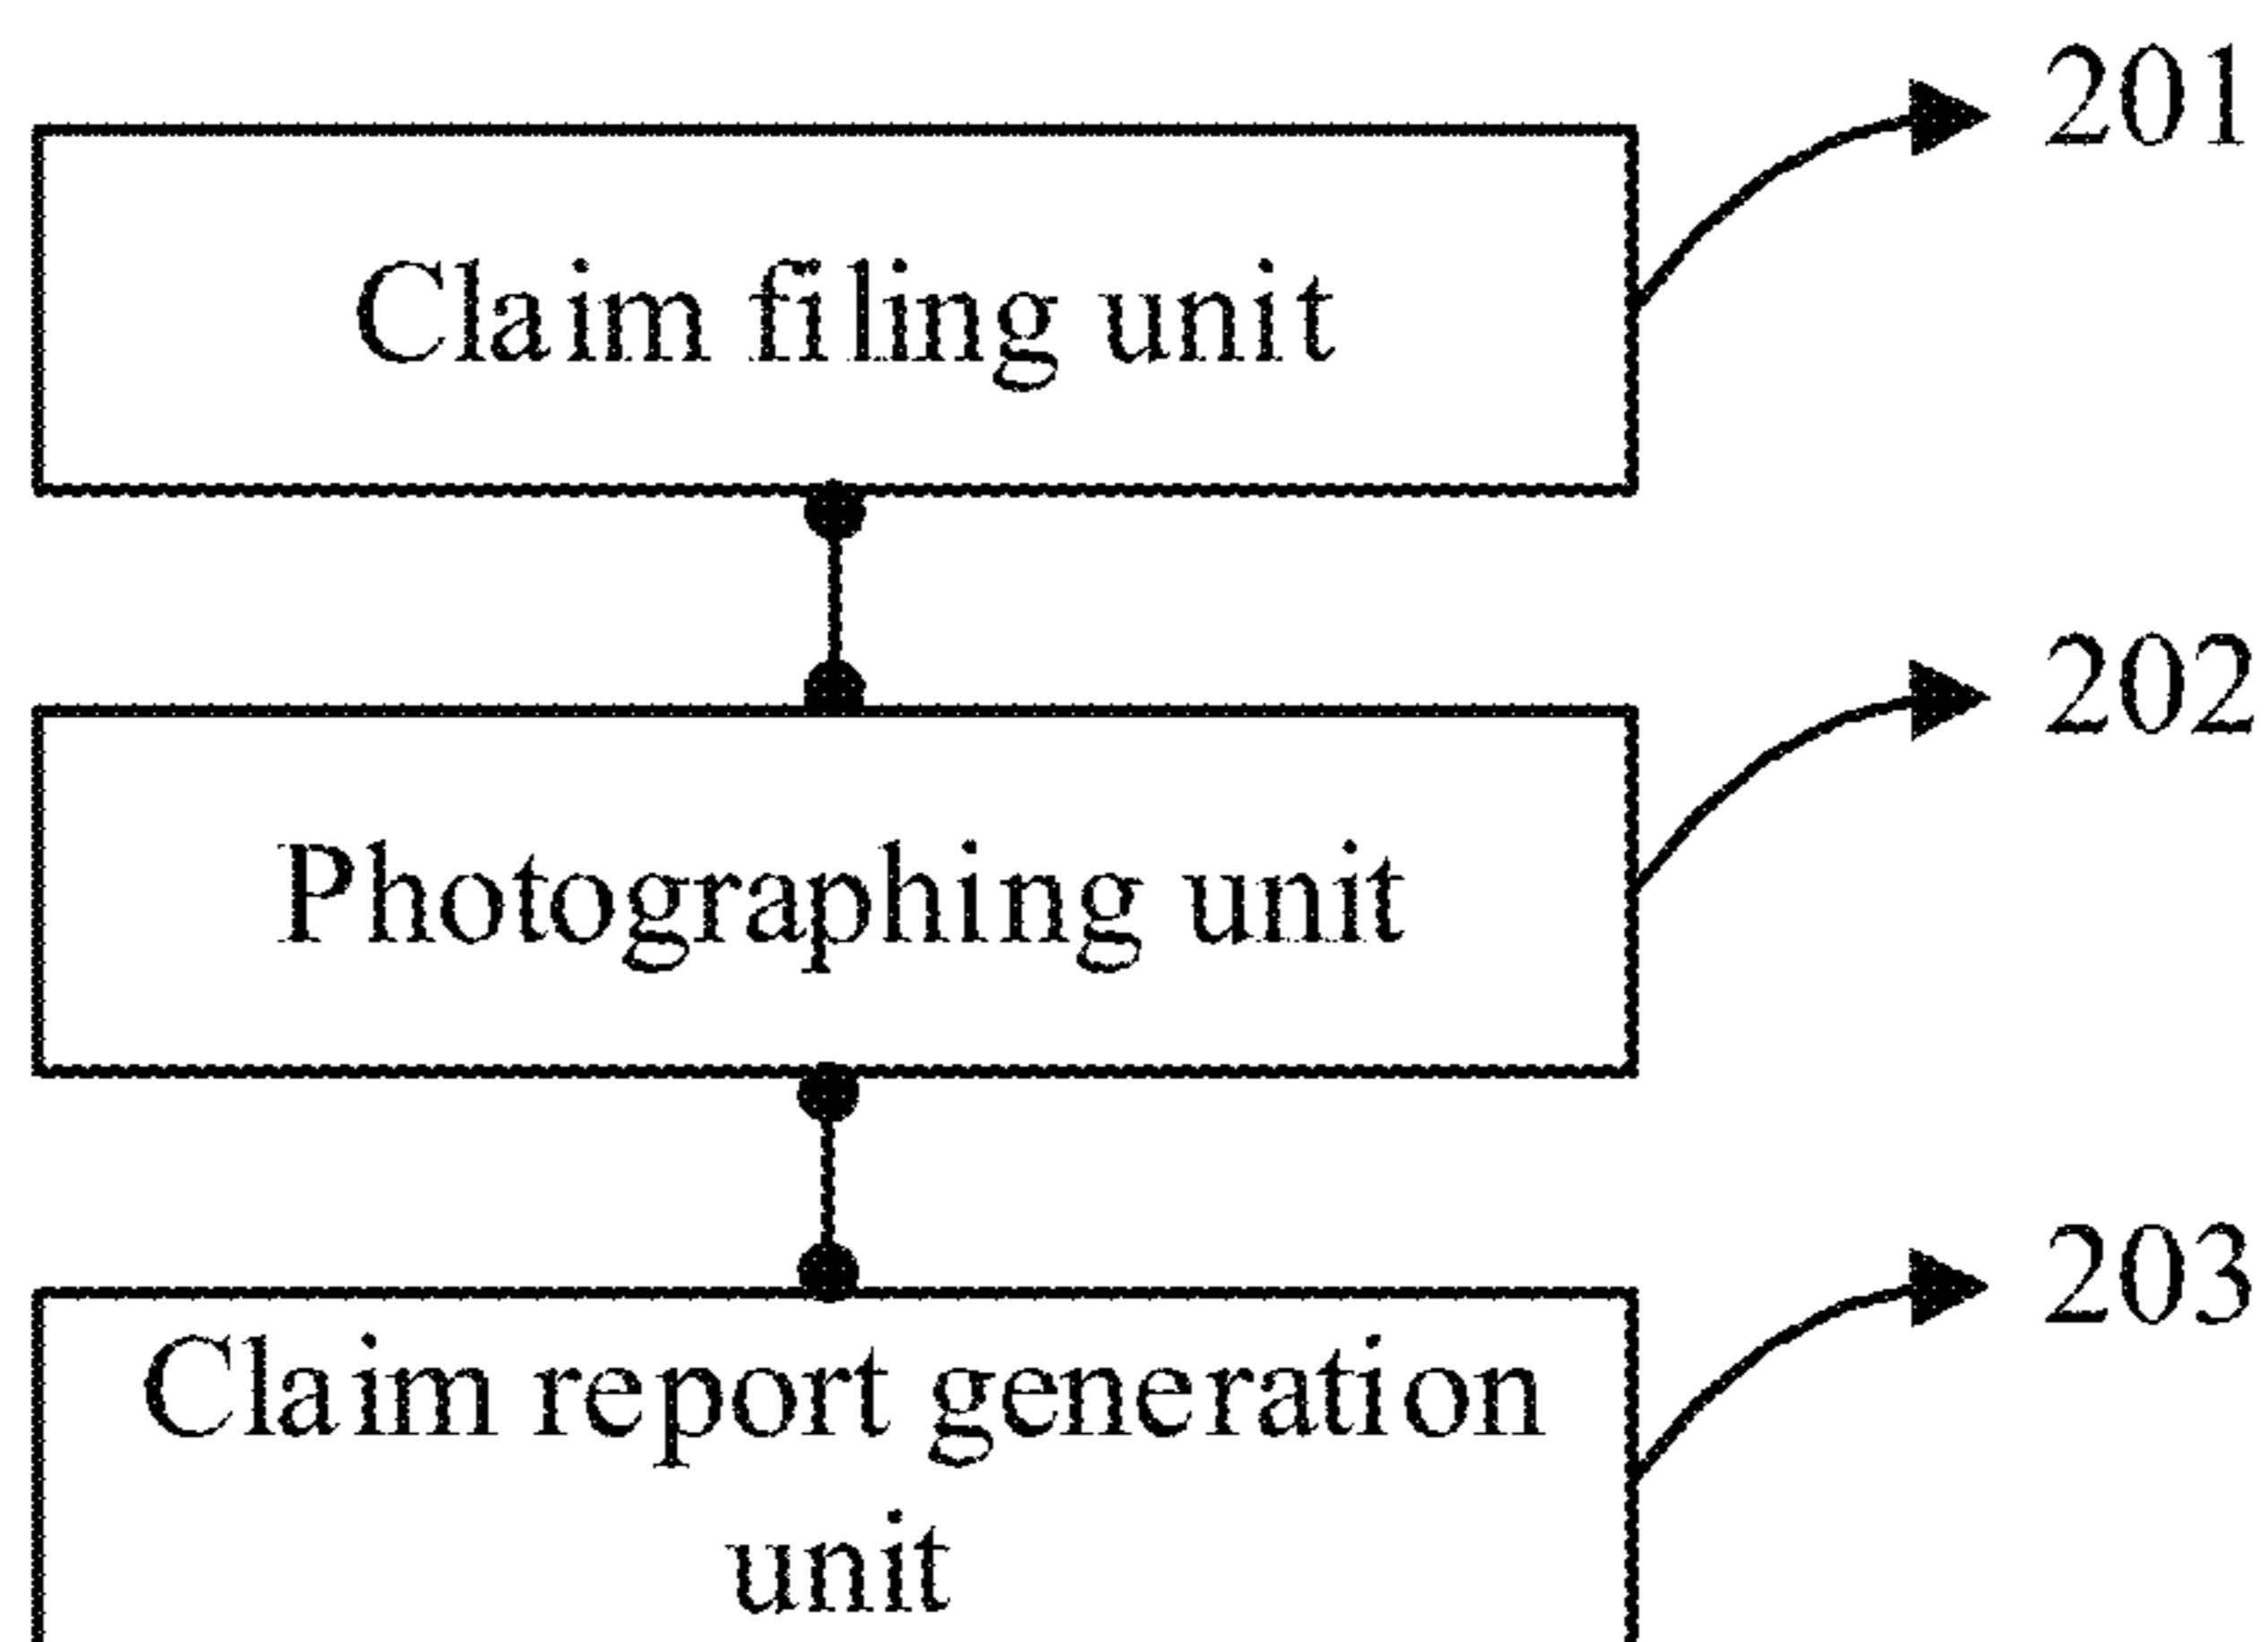 201
Claim filing unit
202
Photographing unit
203
Claim report generation
unit